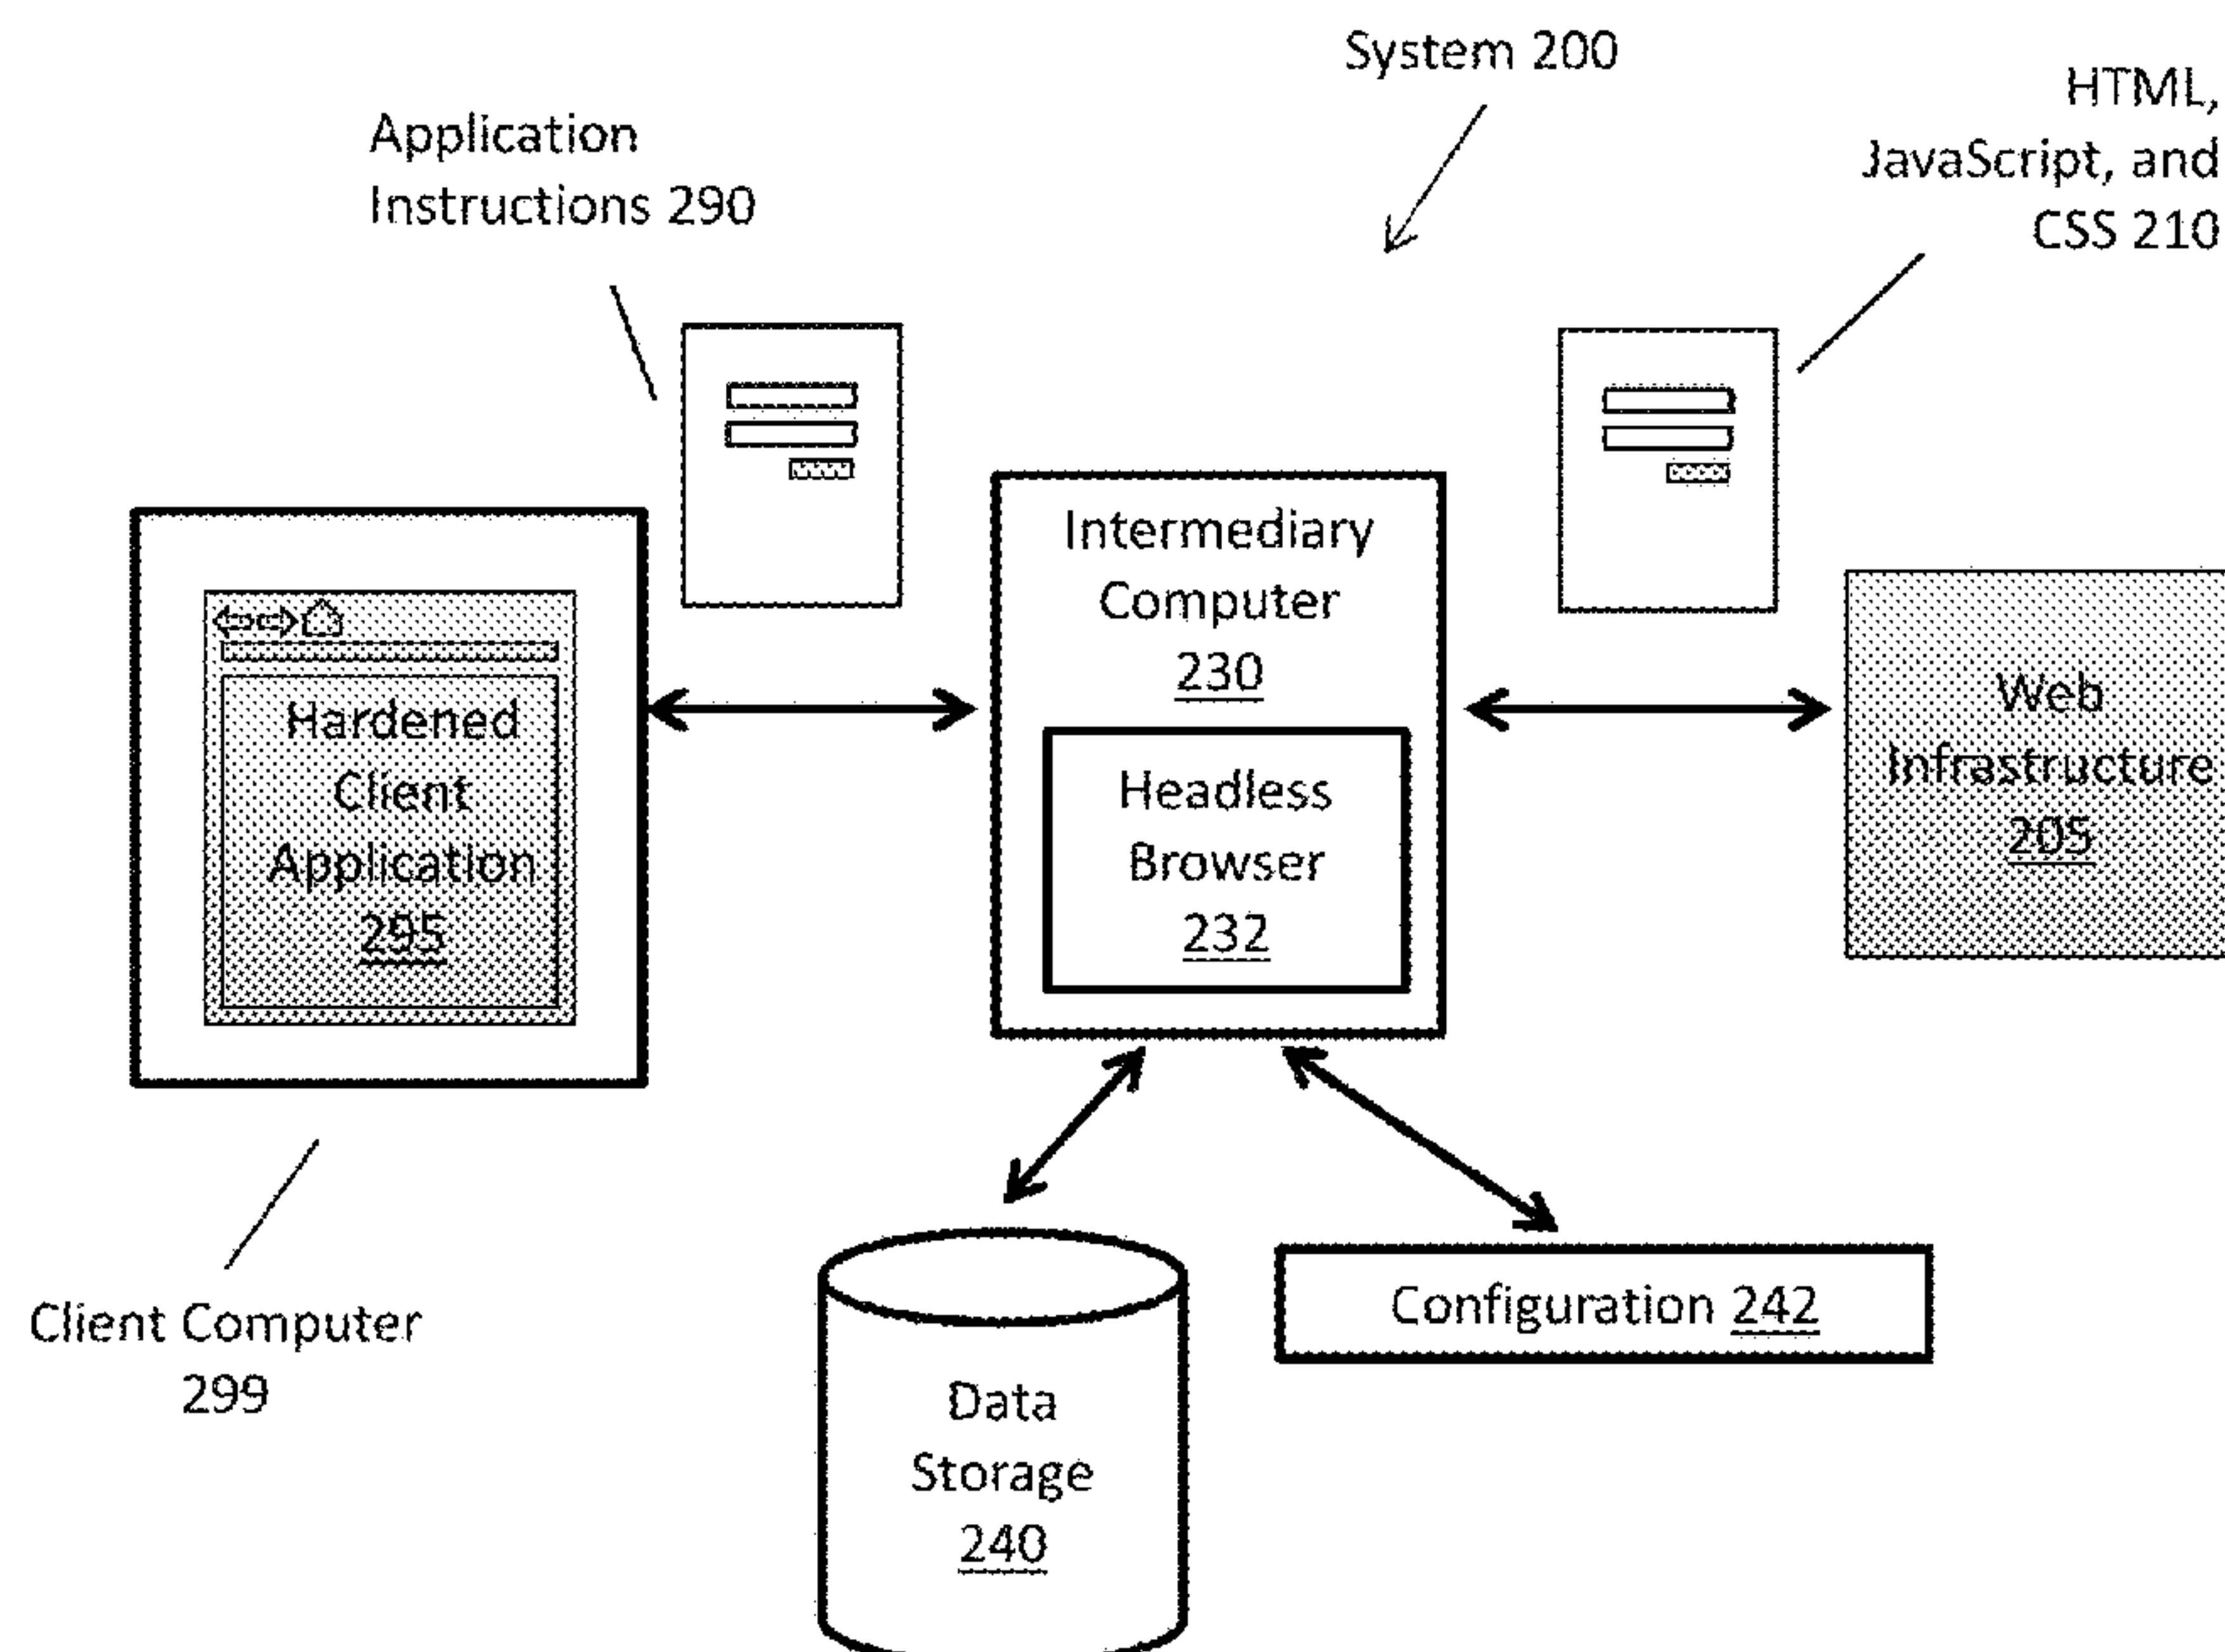 System 200
HTML,
JavaScript, and
CSS 210
Application
Instructions 290
Intermediary
Computer
230
Headless
Browser
232
Hardened
Client
Application
295
Web
Infrastructure
205
Client Computer
299
Configuration 242
Data
Storage
240